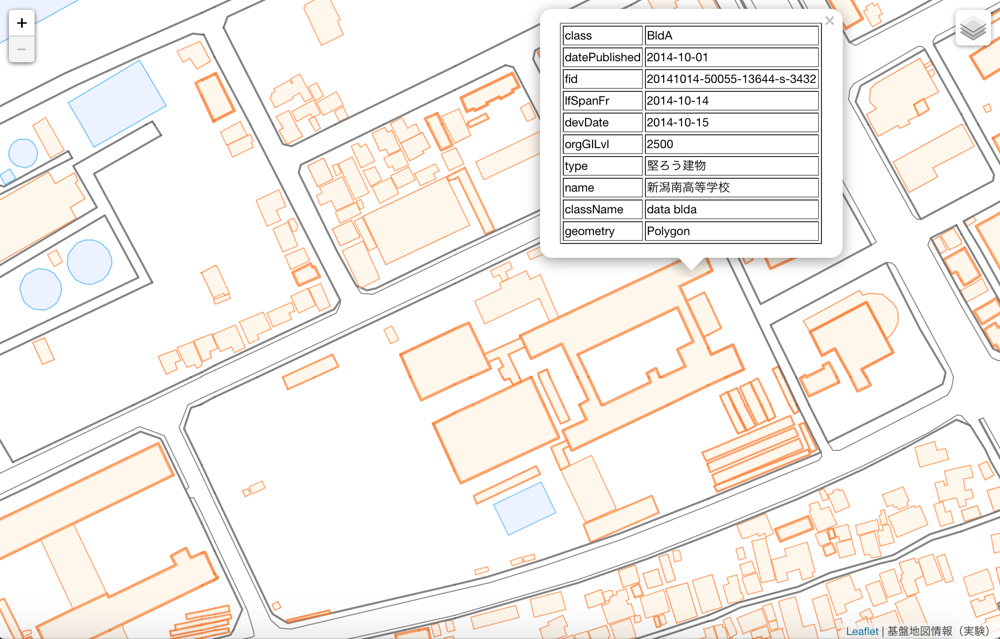 +
−
×
class BldA
datePublished 2014-10-01
fid 20141014-50055-13644-s-3432
lfSpanFr 2014-10-14
devDate 2014-10-15
orgGILvl 2500
type 堅ろう建物
name 新潟南高等学校
className data blda
geometry Polygon
Leaflet | 基盤地図情報（実験）